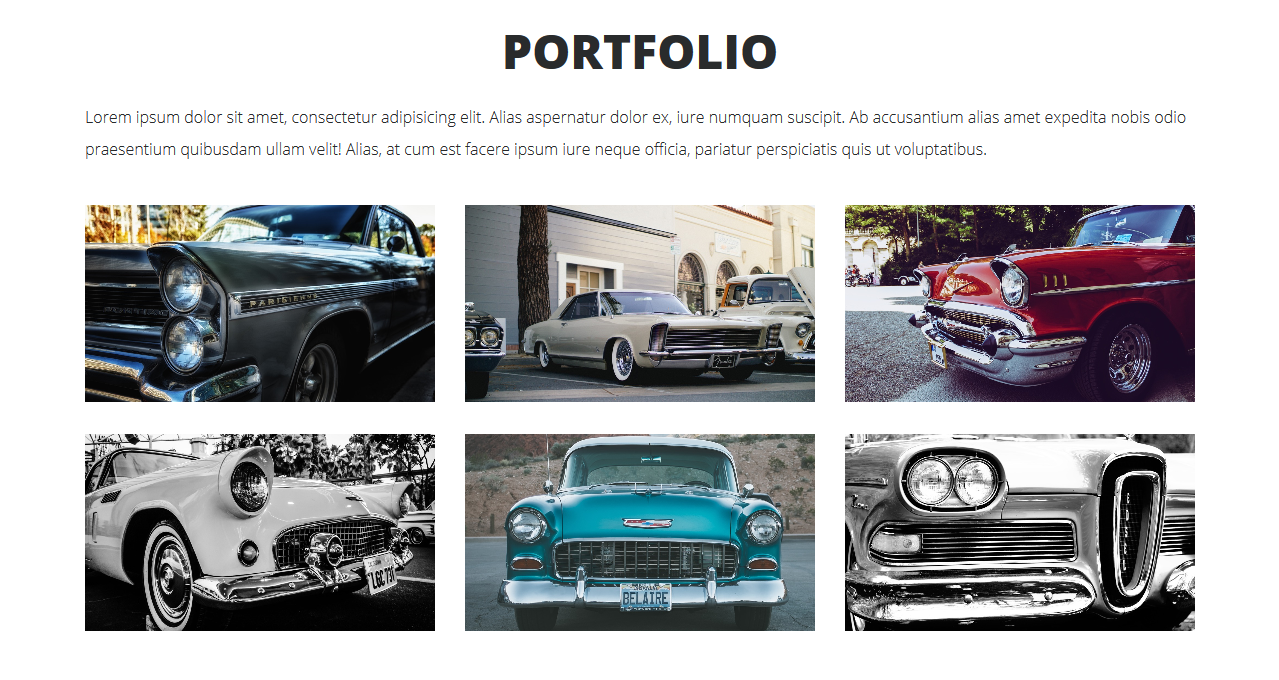 PORTFOLIO
Lorem ipsum dolor sit amet, consectetur adipisicing elit. Alias aspernatur dolor ex, iure numquam suscipit. Ab accusantium alias amet expedita nobis odio
praesentium quibusdam ullam velit! Alias, at cum est facere ipsum iure neque officia, pariatur perspiciatis quis ut voluptatibus.
PARISIENNE
BELAIRE